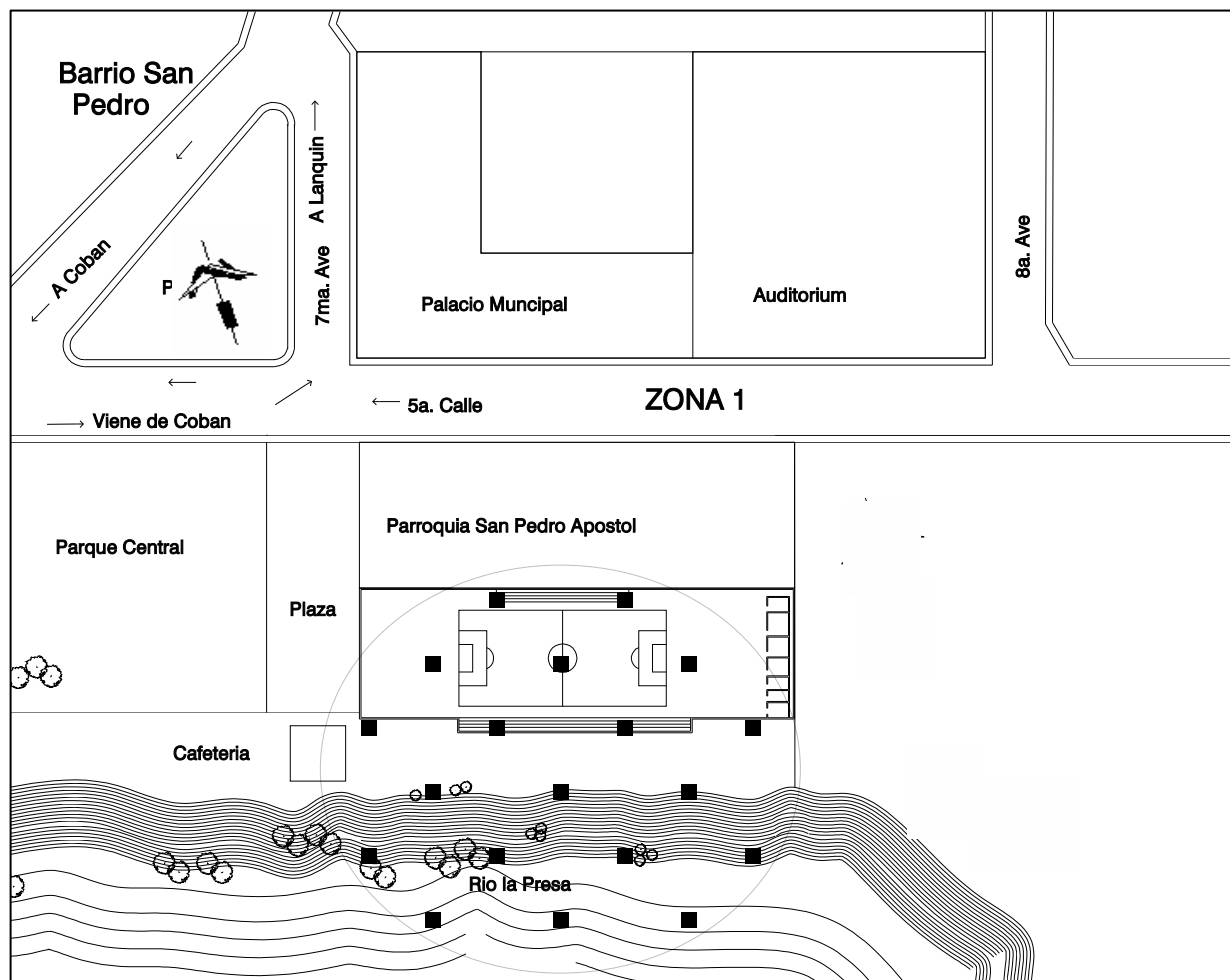 Barrio San
Pedro
A Lanquin
A Coban
P
7ma. Ave
Palacio Muncipal
Auditorium
8a. Ave
5a. Calle
ZONA 1
Viene de Coban
Parroquia San Pedro Apostol
Parque Central
Plaza
Cafeteria
Rio la Presa